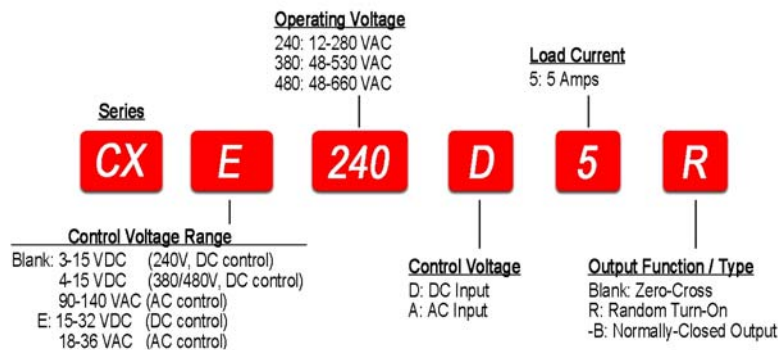 Operating Voltage
240: 12-280 VAC
380: 48-530 VAC
480: 48-660 VAC
Load Current
5: 5 Amps
Series
CX E 240 D 5 R
Control Voltage Range
Blank: 3-15 VDC (240V, DC control)
4-15 VDC (380/480V, DC control)
90-140 VAC (AC control)
E: 15-32 VDC (DC control)
18-36 VAC (AC control)
Control Voltage
D: DC Input
A: AC Input
Output Function / Type
Blank: Zero-Cross
R: Random Turn-On
-B: Normally-Closed Output